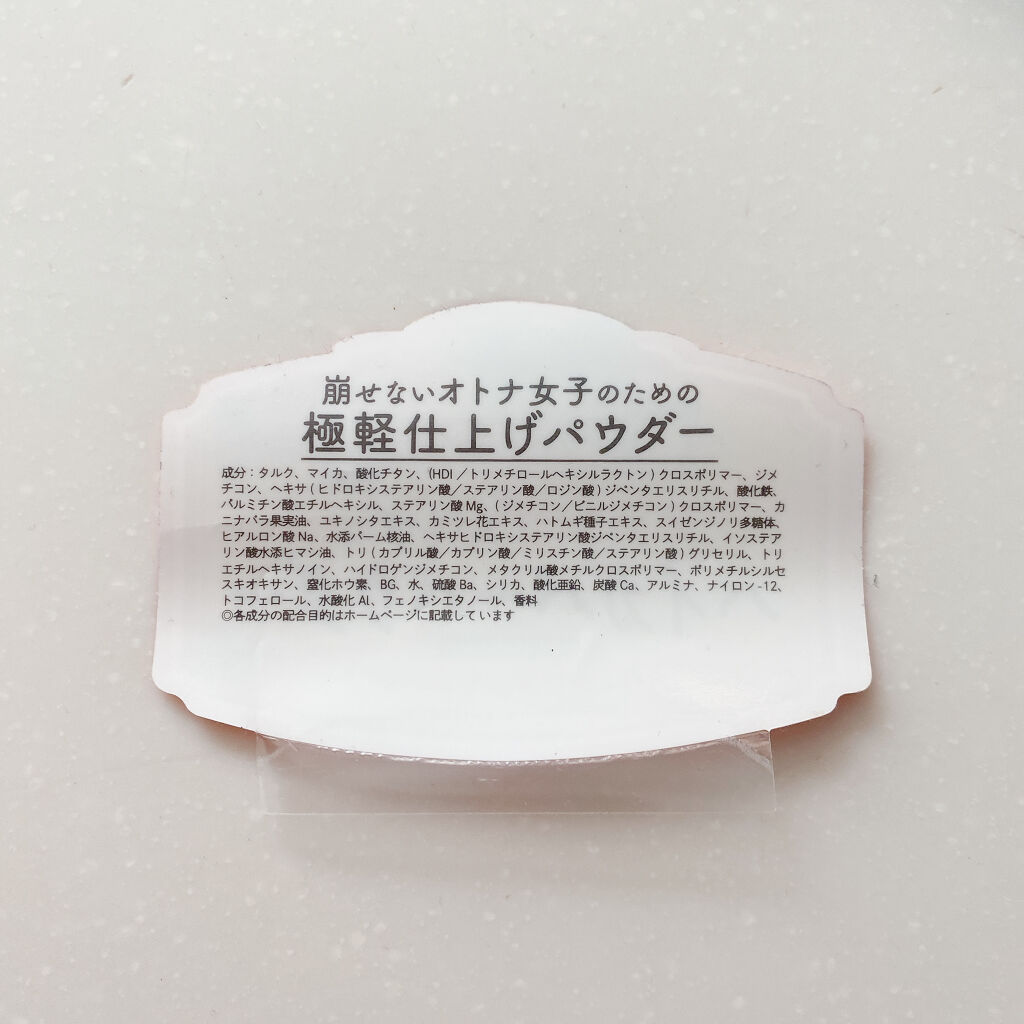 崩せないオトナ女子のための
極軽仕上げパウダー
成分：タルク、マイカ、酸化チタン、(HDI／トリメチロールヘキシルラクトン) クロスポリマー、ジメ
チコン、ヘキサ ( ヒドロキシステアリン酸／ステアリン酸／ロジン酸 ) ジペンタエリスリチル、酸化鉄、
パルミチン酸エチルヘキシル、ステアリン酸 Mg、( ジメチコン／ビニルジメチコン ) クロスポリマー、カ
ニナバラ果実油、ユキノシタエキス、カミツレ花エキス、ハトムギ種子エキス、スイゼンジノリ多糖体、
ヒアルロン酸 Na、水添パーム核油、ヘキサヒドロキシステアリン酸ジペンタエリスリチル、イソステア
リン酸水添ヒマシ油、トリ ( カプリル酸／カプリン酸／ミリスチン酸／ステアリン酸 ) グリセリル、トリ
エチルヘキサノイン、ハイドロゲンジメチコン、メタクリル酸メチルクロスポリマー、ポリメチルシルセ
スキオキサン、窒化ホウ素、BG、水、硫酸 Ba、シリカ、酸化亜鉛、炭酸 Ca、アルミナ、ナイロン -12、
トコフェロール、水酸化 Al、フェノキシエタノール、香料
◎各成分の配合目的はホームページに記載しています